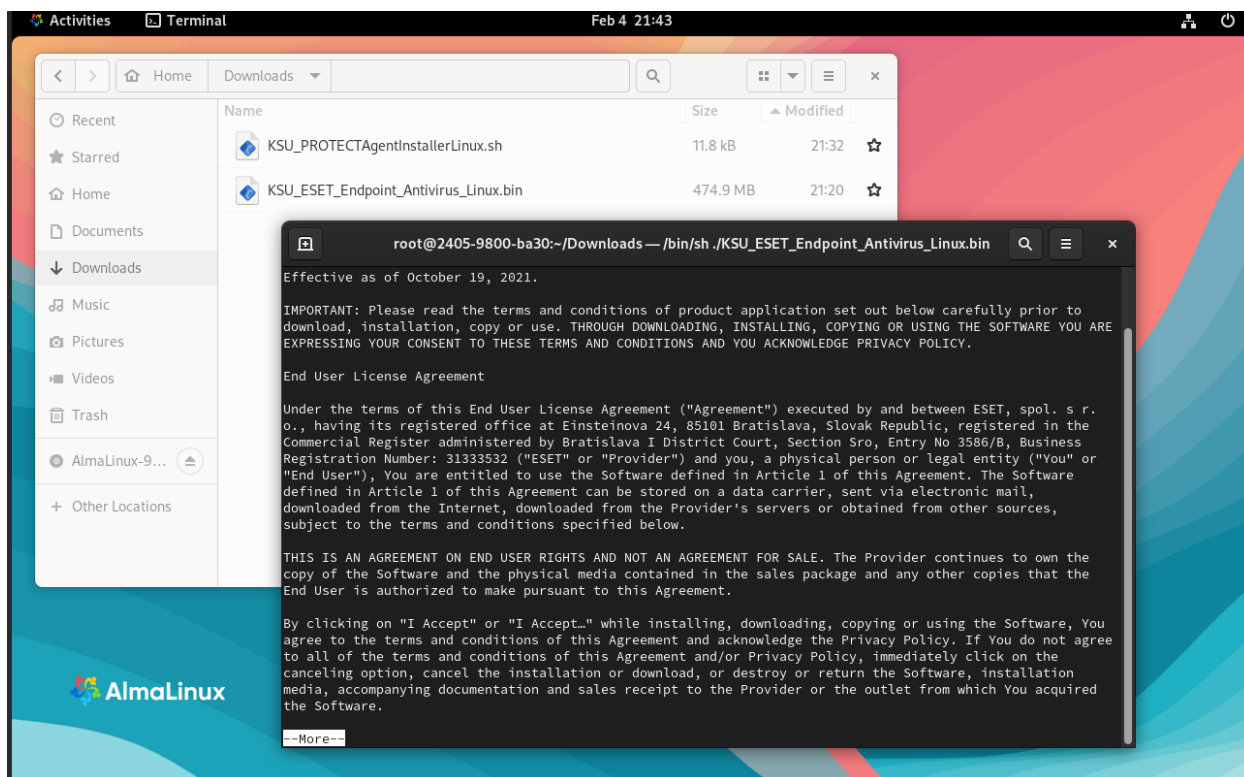 Activities Terminal Feb 4 21:43
Home Downloads
Name Size Modified
Recent
Starred
Home
Documents
Downloads
Music
Pictures
Videos
Trash
AlmaLinux-9...
Other Locations
KSU_PROTECTAgentInstallerLinux.sh 11.8 kB 21:32
KSU_ESET_Endpoint_Antivirus_Linux.bin 474.9 MB 21:20
root@2405-9800-ba30:~/Downloads — /bin/sh ./KSU_ESET_Endpoint_Antivirus_Linux.bin
Effective as of October 19, 2021.
IMPORTANT: Please read the terms and conditions of product application set out below carefully prior to
download, installation, copy or use. THROUGH DOWNLOADING, INSTALLING, COPYING OR USING THE SOFTWARE YOU ARE
EXPRESSING YOUR CONSENT TO THESE TERMS AND CONDITIONS AND YOU ACKNOWLEDGE PRIVACY POLICY.
End User License Agreement
Under the terms of this End User License Agreement ("Agreement") executed by and between ESET, spol. s r.
o., having its registered office at Einsteinova 24, 85101 Bratislava, Slovak Republic, registered in the
Commercial Register administered by Bratislava I District Court, Section Sro, Entry No 3586/B, Business
Registration Number: 31333532 ("ESET" or "Provider") and you, a physical person or legal entity ("You" or
"End User"), You are entitled to use the Software defined in Article 1 of this Agreement. The Software
defined in Article 1 of this Agreement can be stored on a data carrier, sent via electronic mail,
downloaded from the Internet, downloaded from the Provider's servers or obtained from other sources,
subject to the terms and conditions specified below.
THIS IS AN AGREEMENT ON END USER RIGHTS AND NOT AN AGREEMENT FOR SALE. The Provider continues to own the
copy of the Software and the physical media contained in the sales package and any other copies that the
End User is authorized to make pursuant to this Agreement.
By clicking on "I Accept" or "I Accept…" while installing, downloading, copying or using the Software, You
agree to the terms and conditions of this Agreement and acknowledge the Privacy Policy. If You do not agree
to all of the terms and conditions of this Agreement and/or Privacy Policy, immediately click on the
canceling option, cancel the installation or download, or destroy or return the Software, installation
media, accompanying documentation and sales receipt to the Provider or the outlet from which You acquired
the Software.
--More--
AlmaLinux